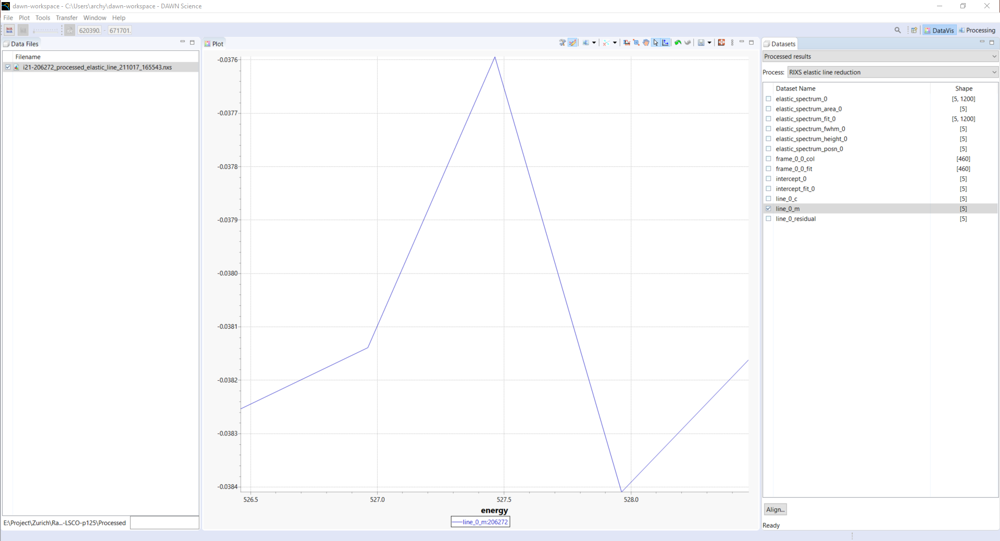 dawn-workspace - C:\Users\archy\dawn-workspace - DAWN Science
File Plot Tools Transfer Window Help
620390. - 671701.
DataVis
Processing
Data Files
Filename
i21-206272_processed_elastic_line_211017_165543.nxs
E:\Project\Zurich\Ra...-LSCO-p125\Processed
Plot
-0.0376
-0.0377
-0.0378
-0.0379
-0.0380
-0.0381
-0.0382
-0.0383
-0.0384
526.5 527.0 527.5 528.0
energy
line_0_m:206272
Datasets
Processed results
Process: RIXS elastic line reduction
Dataset Name Shape
elastic_spectrum_0 [5, 1200]
elastic_spectrum_area_0 [5]
elastic_spectrum_fit_0 [5, 1200]
elastic_spectrum_fwhm_0 [5]
elastic_spectrum_height_0 [5]
elastic_spectrum_posn_0 [5]
frame_0_0_col [460]
frame_0_0_fit [460]
intercept_0 [5]
intercept_fit_0 [5]
line_0_c [5]
line_0_m [5]
line_0_residual [5]
Align...
Ready